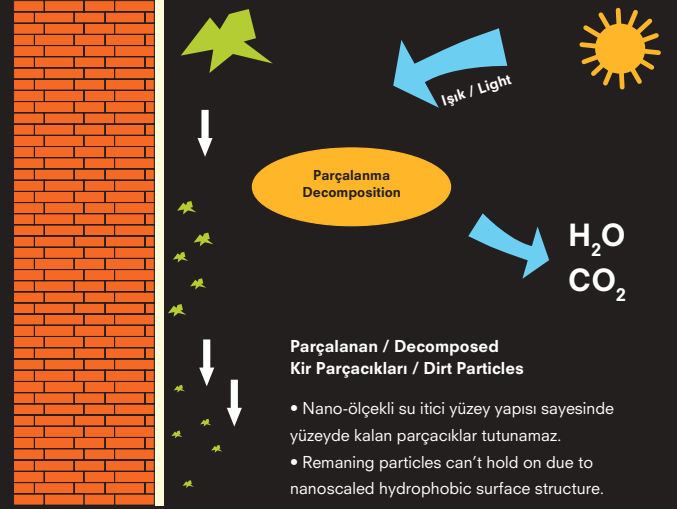 Işık / Light
Parçalanma
Decomposition
H₂O
CO₂
Parçalanan / Decomposed
Kir Parçacıkları / Dirt Particles
• Nano-ölçekli su itici yüzey yapısı sayesinde
yüzeyde kalan parçacıklar tutunamaz.
• Remaning particles can’t hold on due to
nanoscaled hydrophobic surface structure.